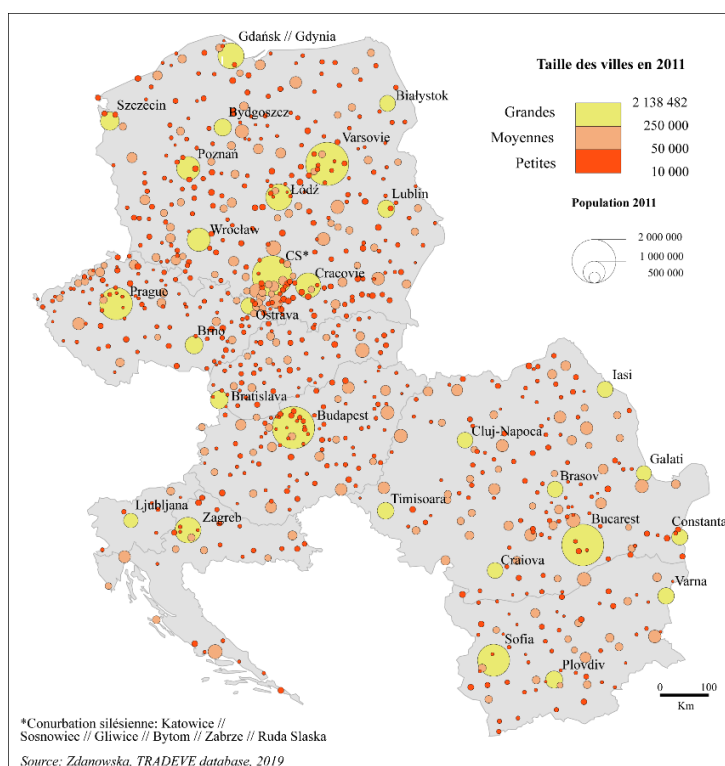 Gdańsk // Gdynia
Taille des villes en 2011
Szczecin
Białystok
Bydgoszcz
Grandes
Moyennes
Petites
2 138 482
250 000
50 000
10 000
Varsovie
Poznań
Łódź
Lublin
Population 2011
2 000 000
1 000 000
500 000
Wrocław
CS*
Cracovie
Prague
Ostrava
Brno
Iasi
Bratislava
Budapest
Cluj-Napoca
Galati
Brasov
Ljubljana
Timisoara
Zagreb
Bucarest
Constanta
Craiova
Varna
Sofia
Plovdiv
0 100
Km
*Conurbation silésienne: Katowice //
Sosnowiec // Gliwice // Bytom // Zabrze // Ruda Slaska
Source: Zdanowska, TRADEVE database, 2019